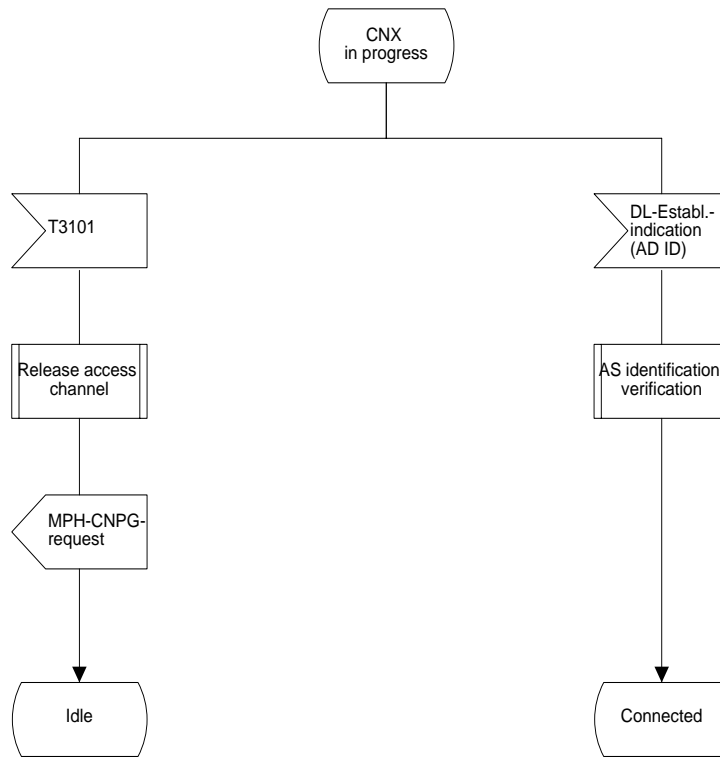 CNX
in progress
T3101
DL-Establ.-
indication
(AD ID)
Release access
channel
AS identification
verification
MPH-CNPG-
request
Idle
Connected